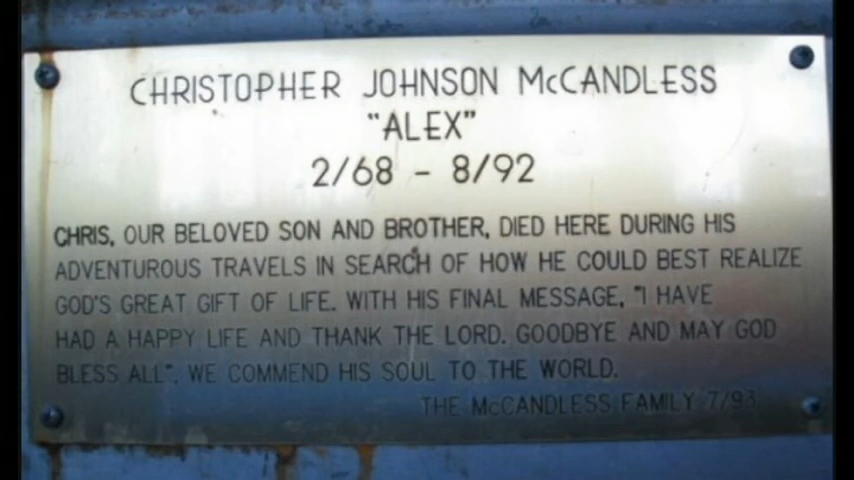 CHRISTOPHER JOHNSON McCANDLESS
"ALEX"
2/68 - 8/92
CHRIS, OUR BELOVED SON AND BROTHER, DIED HERE DURING HIS
ADVENTUROUS TRAVELS IN SEARCH OF HOW HE COULD BEST REALIZE
GOD'S GREAT GIFT OF LIFE. WITH HIS FINAL MESSAGE, "I HAVE
HAD A HAPPY LIFE AND THANK THE LORD. GOODBYE AND MAY GOD
BLESS ALL", WE COMMEND HIS SOUL TO THE WORLD.
THE McCANDLESS FAMILY 7/93